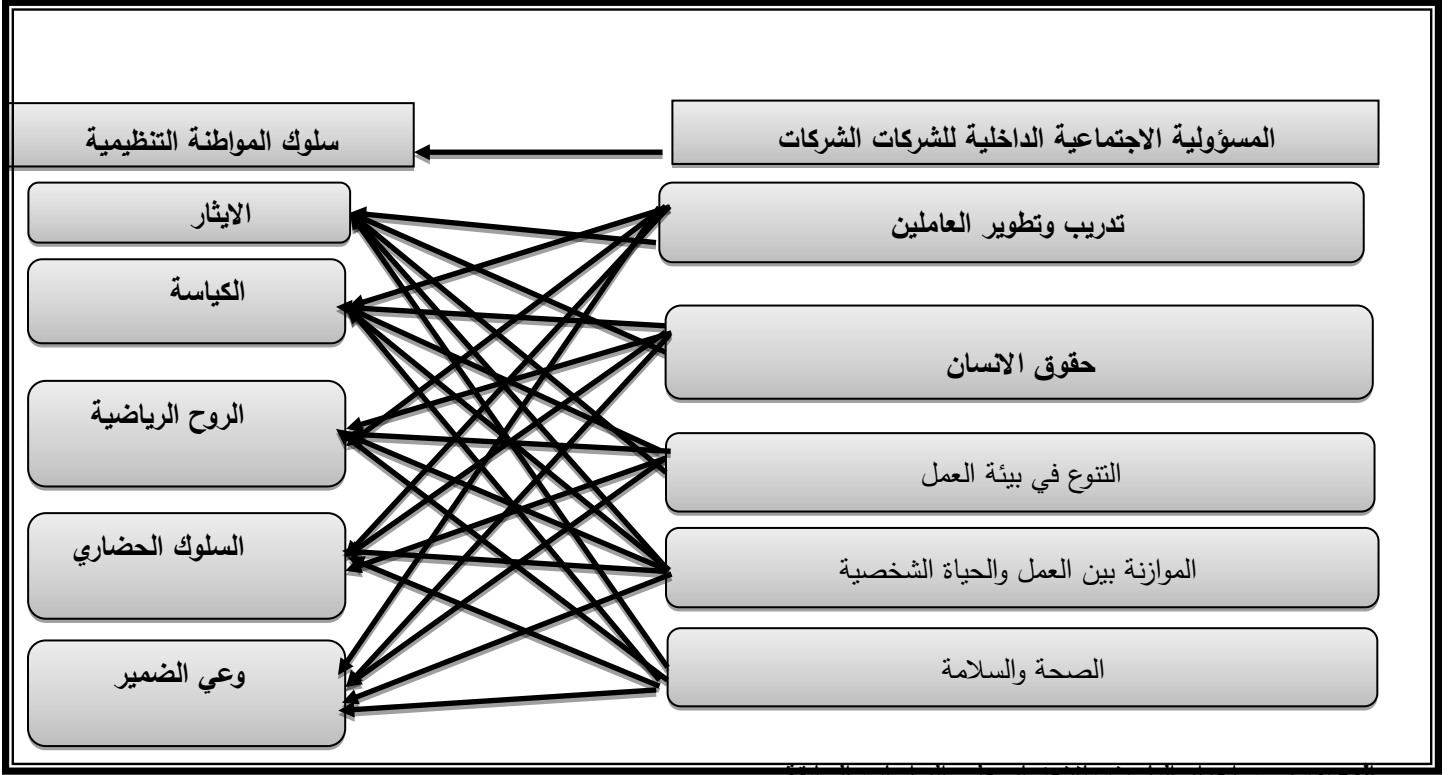 المسؤولية الاجتماعية الداخلية للشركات الشركات
سلوك المواطنة التنظيمية
تدريب وتطوير العاملين
حقوق الانسان
التنوع في بيئة العمل
الموازنة بين العمل والحياة الشخصية
الصحة والسلامة
الايثار
الكياسة
الروح الرياضية
السلوك الحضاري
وعي الضمير